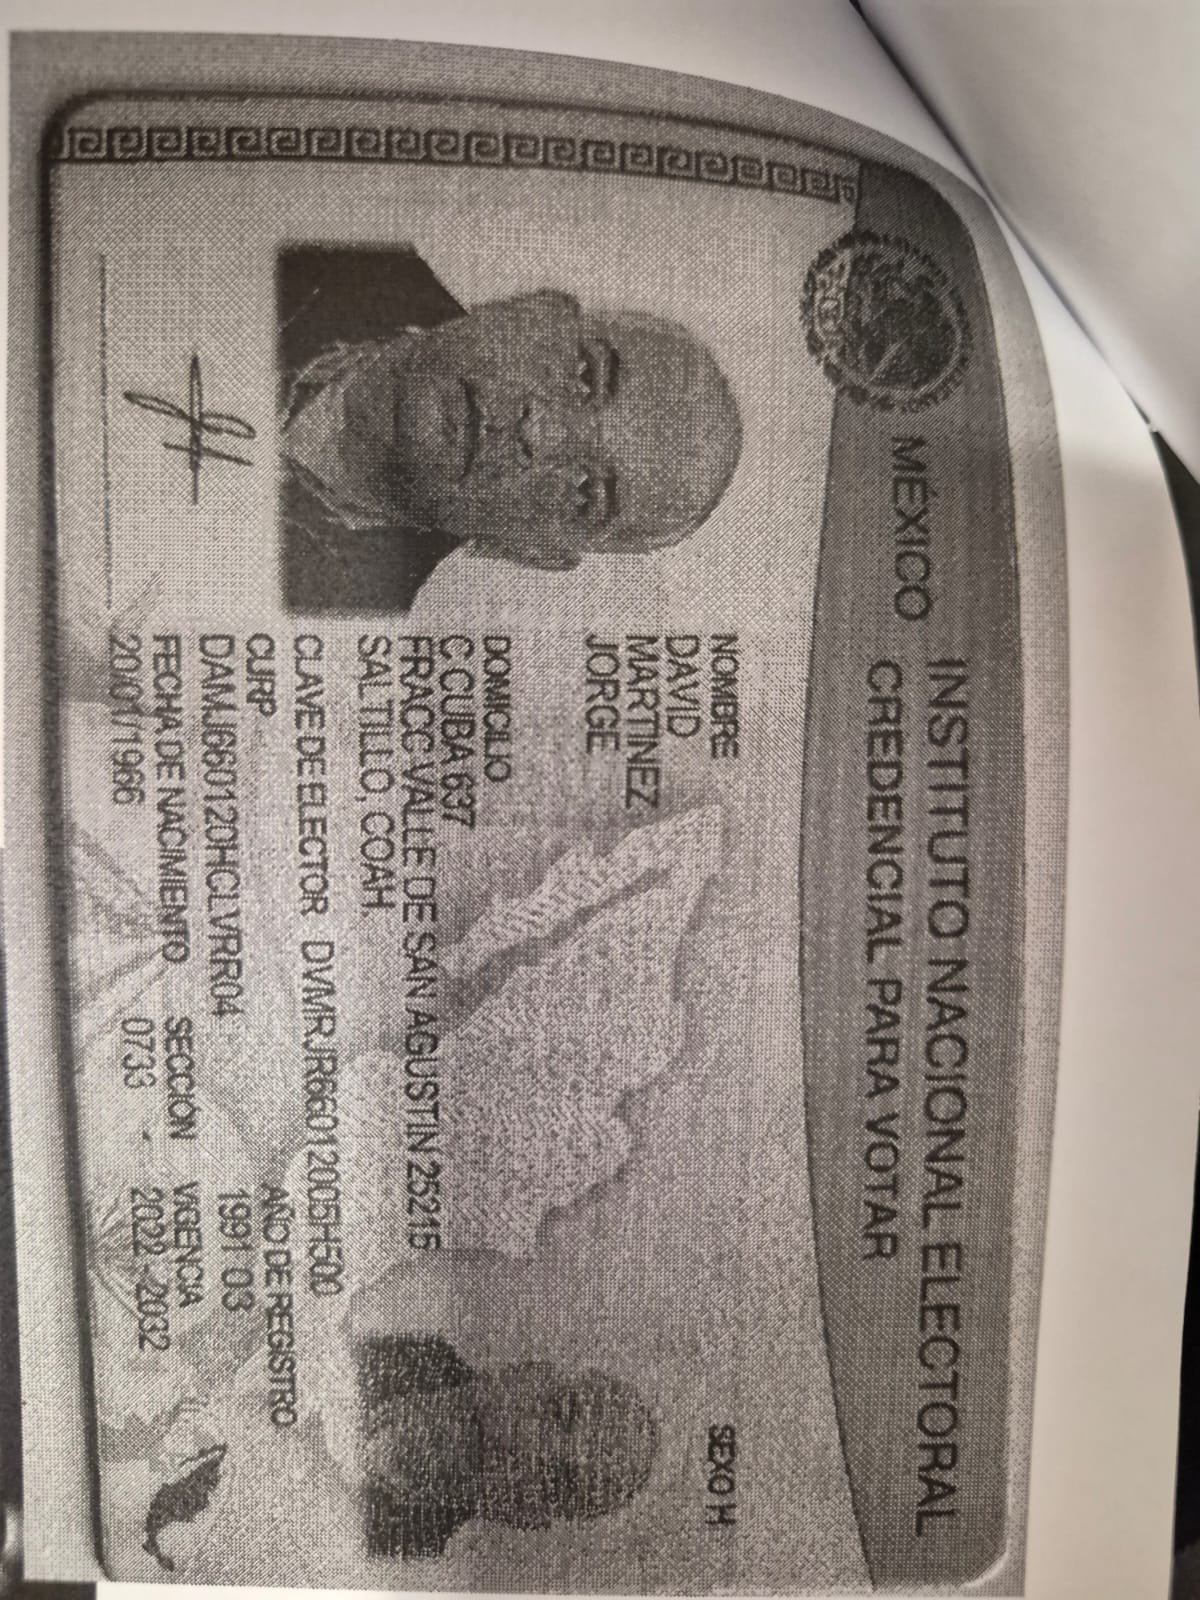 MÉXICO
INSTITUTO NACIONAL ELECTORAL
CREDENCIAL PARA VOTAR
NOMBRE
DAVID
MARTINEZ
JORGE
SEXO H
DOMICILIO
C CUBA 637
FRACC VALLE DE SAN AGUSTIN 25215
SALTILLO, COAH.
CLAVE DE ELECTOR DVMRJR66012005H500
CURP
DAMJ660120HCLVRR04
AÑO DE REGISTRO
1991 03
FECHA DE NACIMIENTO
20/01/1966
SECCIÓN
0733
VIGENCIA
2022 - 2032